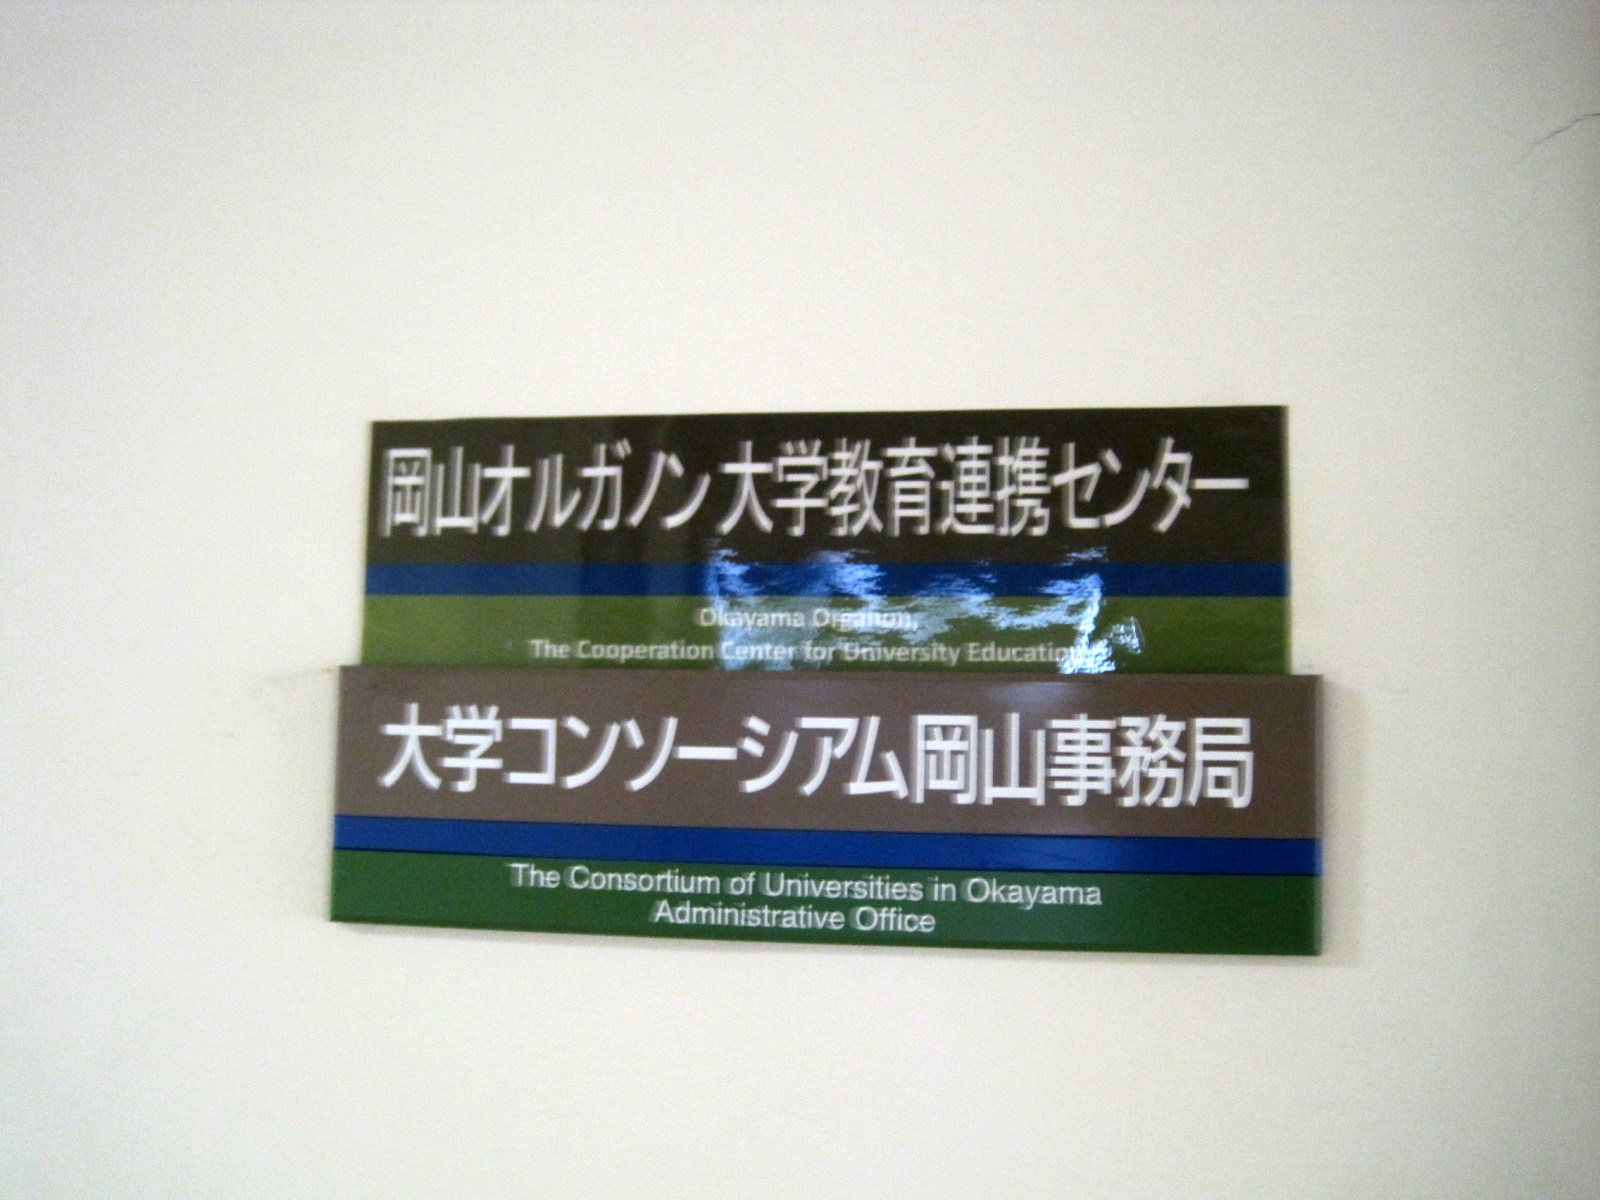 岡山オルガノン大学教育連携センター
Okayama Organon,
The Cooperation Center for University Education
大学コンソーシアム岡山事務局
The Consortium of Universities in Okayama
Administrative Office